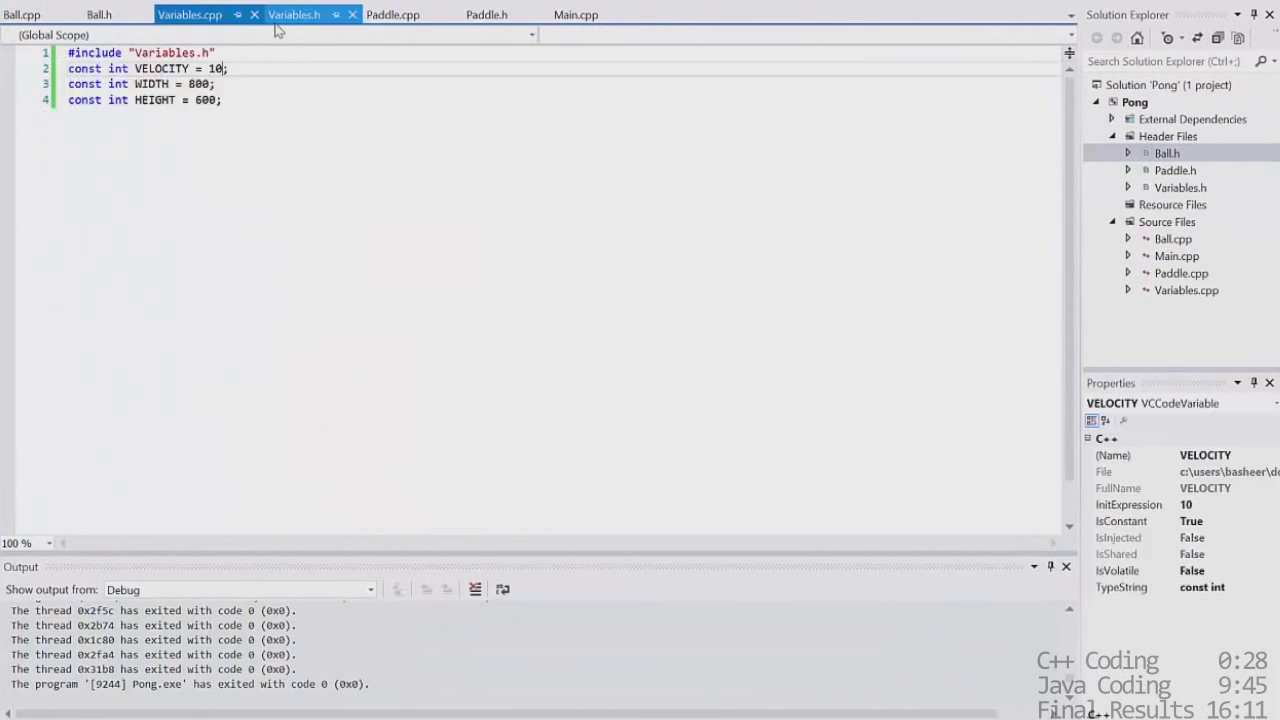 Ball.cpp Ball.h Variables.cpp Variables.h Paddle.cpp Paddle.h Main.cpp
(Global Scope)
1 #include "Variables.h"
2 const int VELOCITY = 10;
3 const int WIDTH = 800;
4 const int HEIGHT = 600;
100 %
Output
Show output from: Debug
The thread 0x2f5c has exited with code 0 (0x0).
The thread 0x2b74 has exited with code 0 (0x0).
The thread 0x1c80 has exited with code 0 (0x0).
The thread 0x2fa4 has exited with code 0 (0x0).
The thread 0x31b8 has exited with code 0 (0x0).
The program '[9244] Pong.exe' has exited with code 0 (0x0).
Solution Explorer
Search Solution Explorer (Ctrl+;)
Solution 'Pong' (1 project)
Pong
External Dependencies
Header Files
Ball.h
Paddle.h
Variables.h
Resource Files
Source Files
Ball.cpp
Main.cpp
Paddle.cpp
Variables.cpp
Properties
VELOCITY VCCodeVariable
C++
(Name) VELOCITY
File c:\users\basheer\do
FullName VELOCITY
InitExpression 10
IsConstant True
IsInjected False
IsShared False
IsVolatile False
TypeString const int
C++ Coding 0:28
Java Coding 9:45
Final Results 16:11
C++